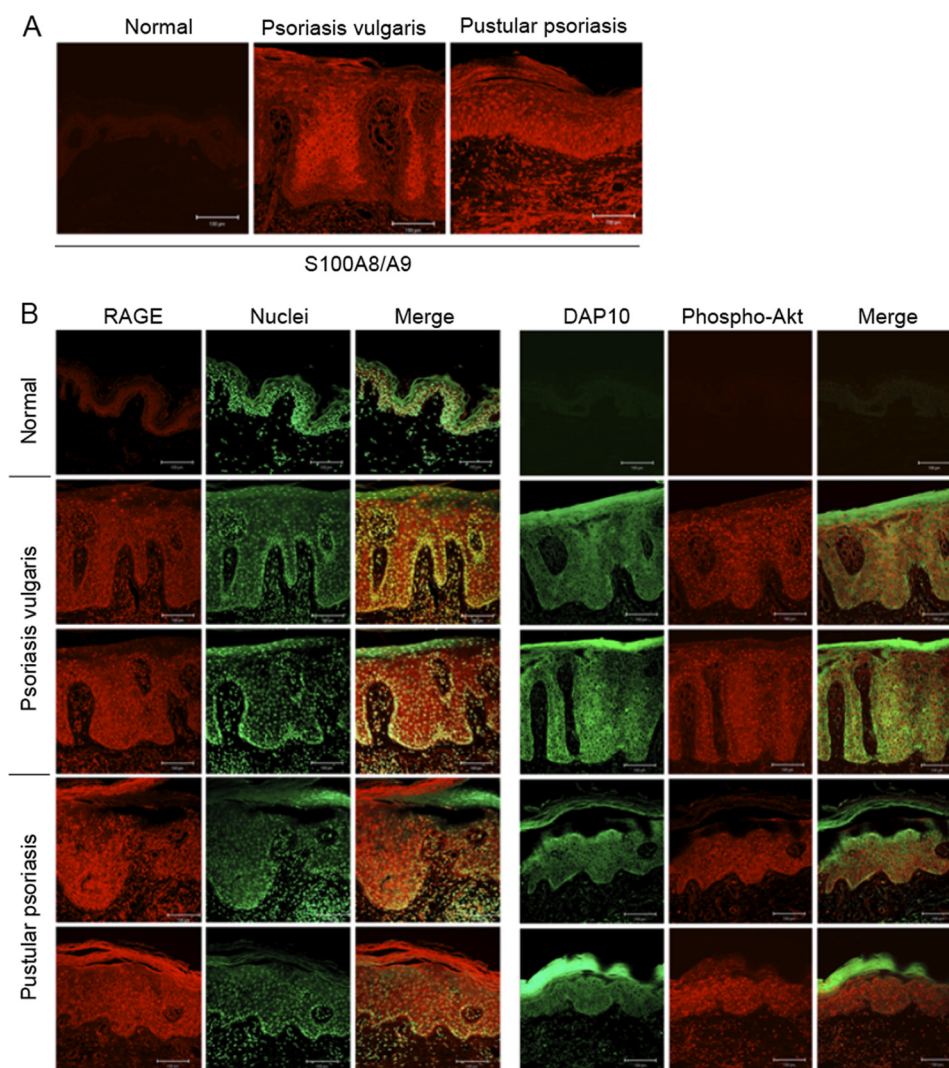 A
Normal Psoriasis vulgaris Pustular psoriasis
S100A8/A9
B
RAGE Nuclei Merge DAP10 Phospho-Akt Merge
Normal
Psoriasis vulgaris
Pustular psoriasis